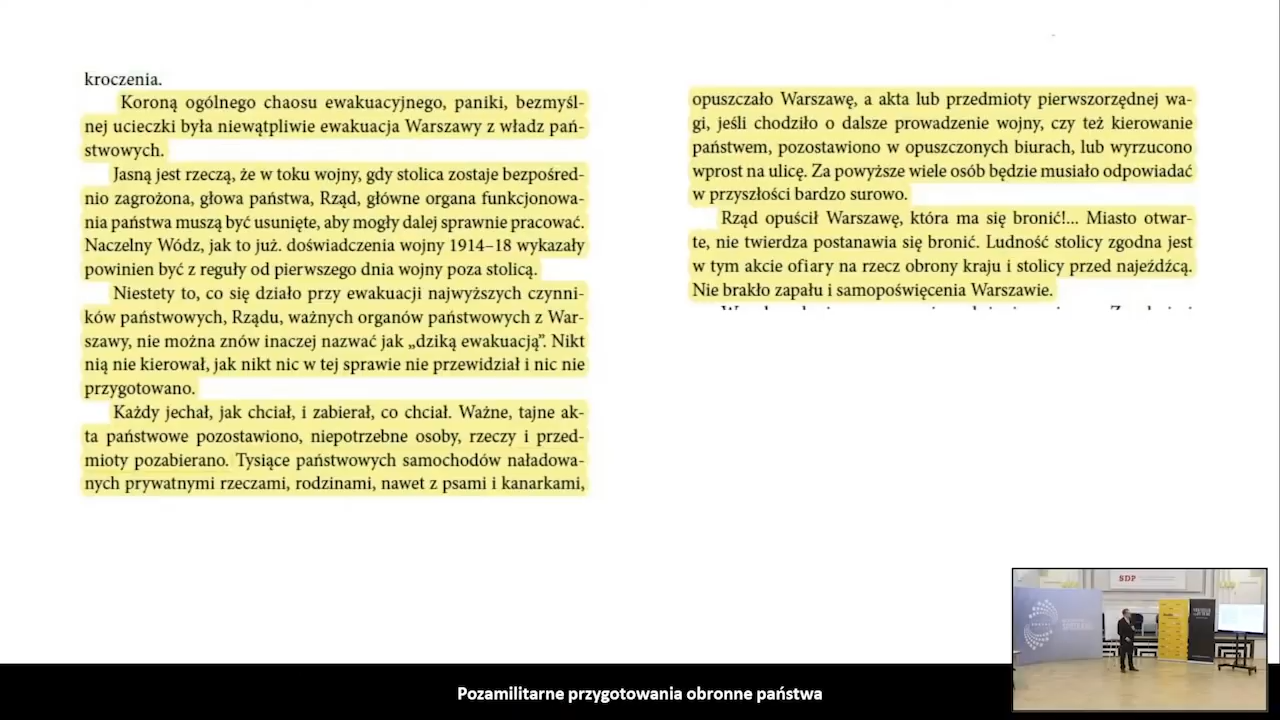 kroczenia.
Koroną ogólnego chaosu ewakuacyjnego, paniki, bezmyśl-
nej ucieczki była niewątpliwie ewakuacja Warszawy z władz pań-
stwowych.
Jasną jest rzeczą, że w toku wojny, gdy stolica zostaje bezpośred-
nio zagrożona, głowa państwa, Rząd, główne organa funkcjonowa-
nia państwa muszą być usunięte, aby mogły dalej sprawnie pracować.
Naczelny Wódz, jak to już. doświadczenia wojny 1914–18 wykazały
powinien być z reguły od pierwszego dnia wojny poza stolicą.
Niestety to, co się działo przy ewakuacji najwyższych czynni-
ków państwowych, Rządu, ważnych organów państwowych z War-
szawy, nie można znów inaczej nazwać jak „dziką ewakuacją”. Nikt
nią nie kierował, jak nikt nic w tej sprawie nie przewidział i nic nie
przygotowano.
Każdy jechał, jak chciał, i zabierał, co chciał. Ważne, tajne ak-
ta państwowe pozostawiono, niepotrzebne osoby, rzeczy i przed-
mioty pozabierano. Tysiące państwowych samochodów naładowa-
nych prywatnymi rzeczami, rodzinami, nawet z psami i kanarkami,
opuszczało Warszawę, a akta lub przedmioty pierwszorzędnej wa-
gi, jeśli chodziło o dalsze prowadzenie wojny, czy też kierowanie
państwem, pozostawiono w opuszczonych biurach, lub wyrzucono
wprost na ulicę. Za powyższe wiele osób będzie musiało odpowiadać
w przyszłości bardzo surowo.
Rząd opuścił Warszawę, która ma się bronić!... Miasto otwar-
te, nie twierdza postanawia się bronić. Ludność stolicy zgodna jest
w tym akcie ofiary na rzecz obrony kraju i stolicy przed najeźdźcą.
Nie brakło zapału i samopoświęcenia Warszawie.
SDP
Pozamilitarne przygotowania obronne państwa